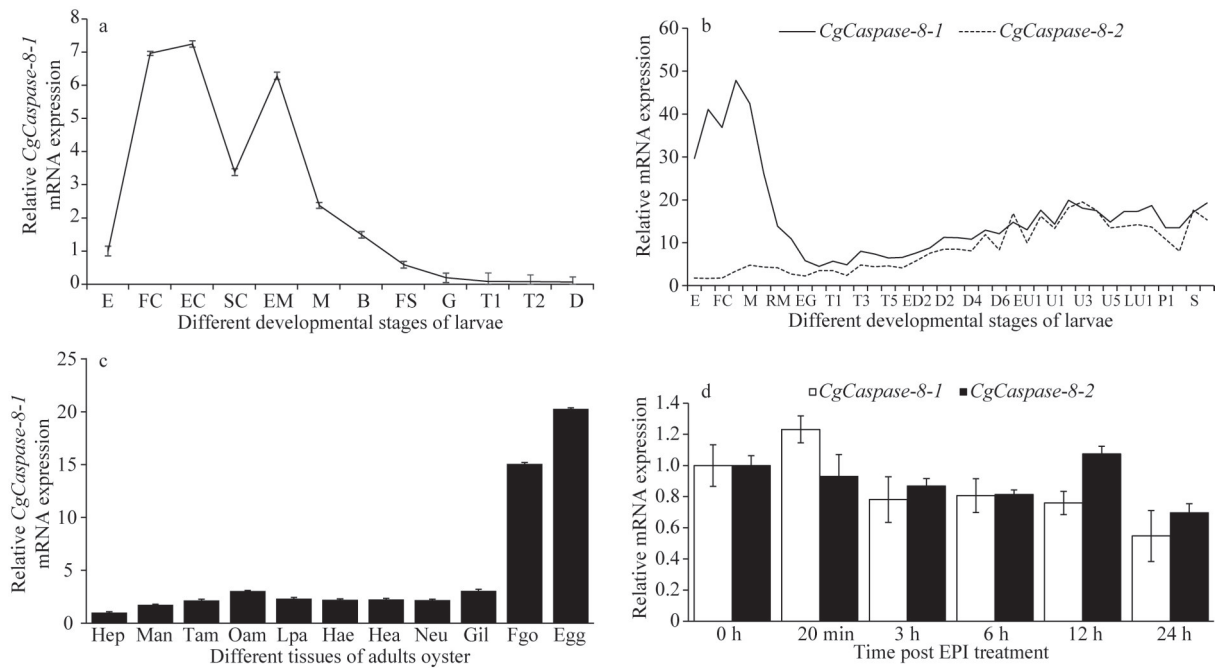 a
Relative CgCaspase-8-1
mRNA expression
8
7
6
5
4
3
2
1
0
E FC EC SC EM M B FS G T1 T2 D
Different developmental stages of larvae
b
CgCaspase-8-1 CgCaspase-8-2
Relative mRNA expression
60
50
40
30
20
10
0
E FC M RM EG T1 T3 T5 ED2 D2 D4 D6 EU1 U1 U3 U5 LU1 P1 S
Different developmental stages of larvae
c
Relative CgCaspase-8-1
mRNA expression
25
20
15
10
5
0
Hep Man Tam Oam Lpa Hae Hea Neu Gil Fgo Egg
Different tissues of adults oyster
d
CgCaspase-8-1 CgCaspase-8-2
Relative mRNA expression
1.4
1.2
1.0
0.8
0.6
0.4
0.2
0
0 h 20 min 3 h 6 h 12 h 24 h
Time post EPI treatment